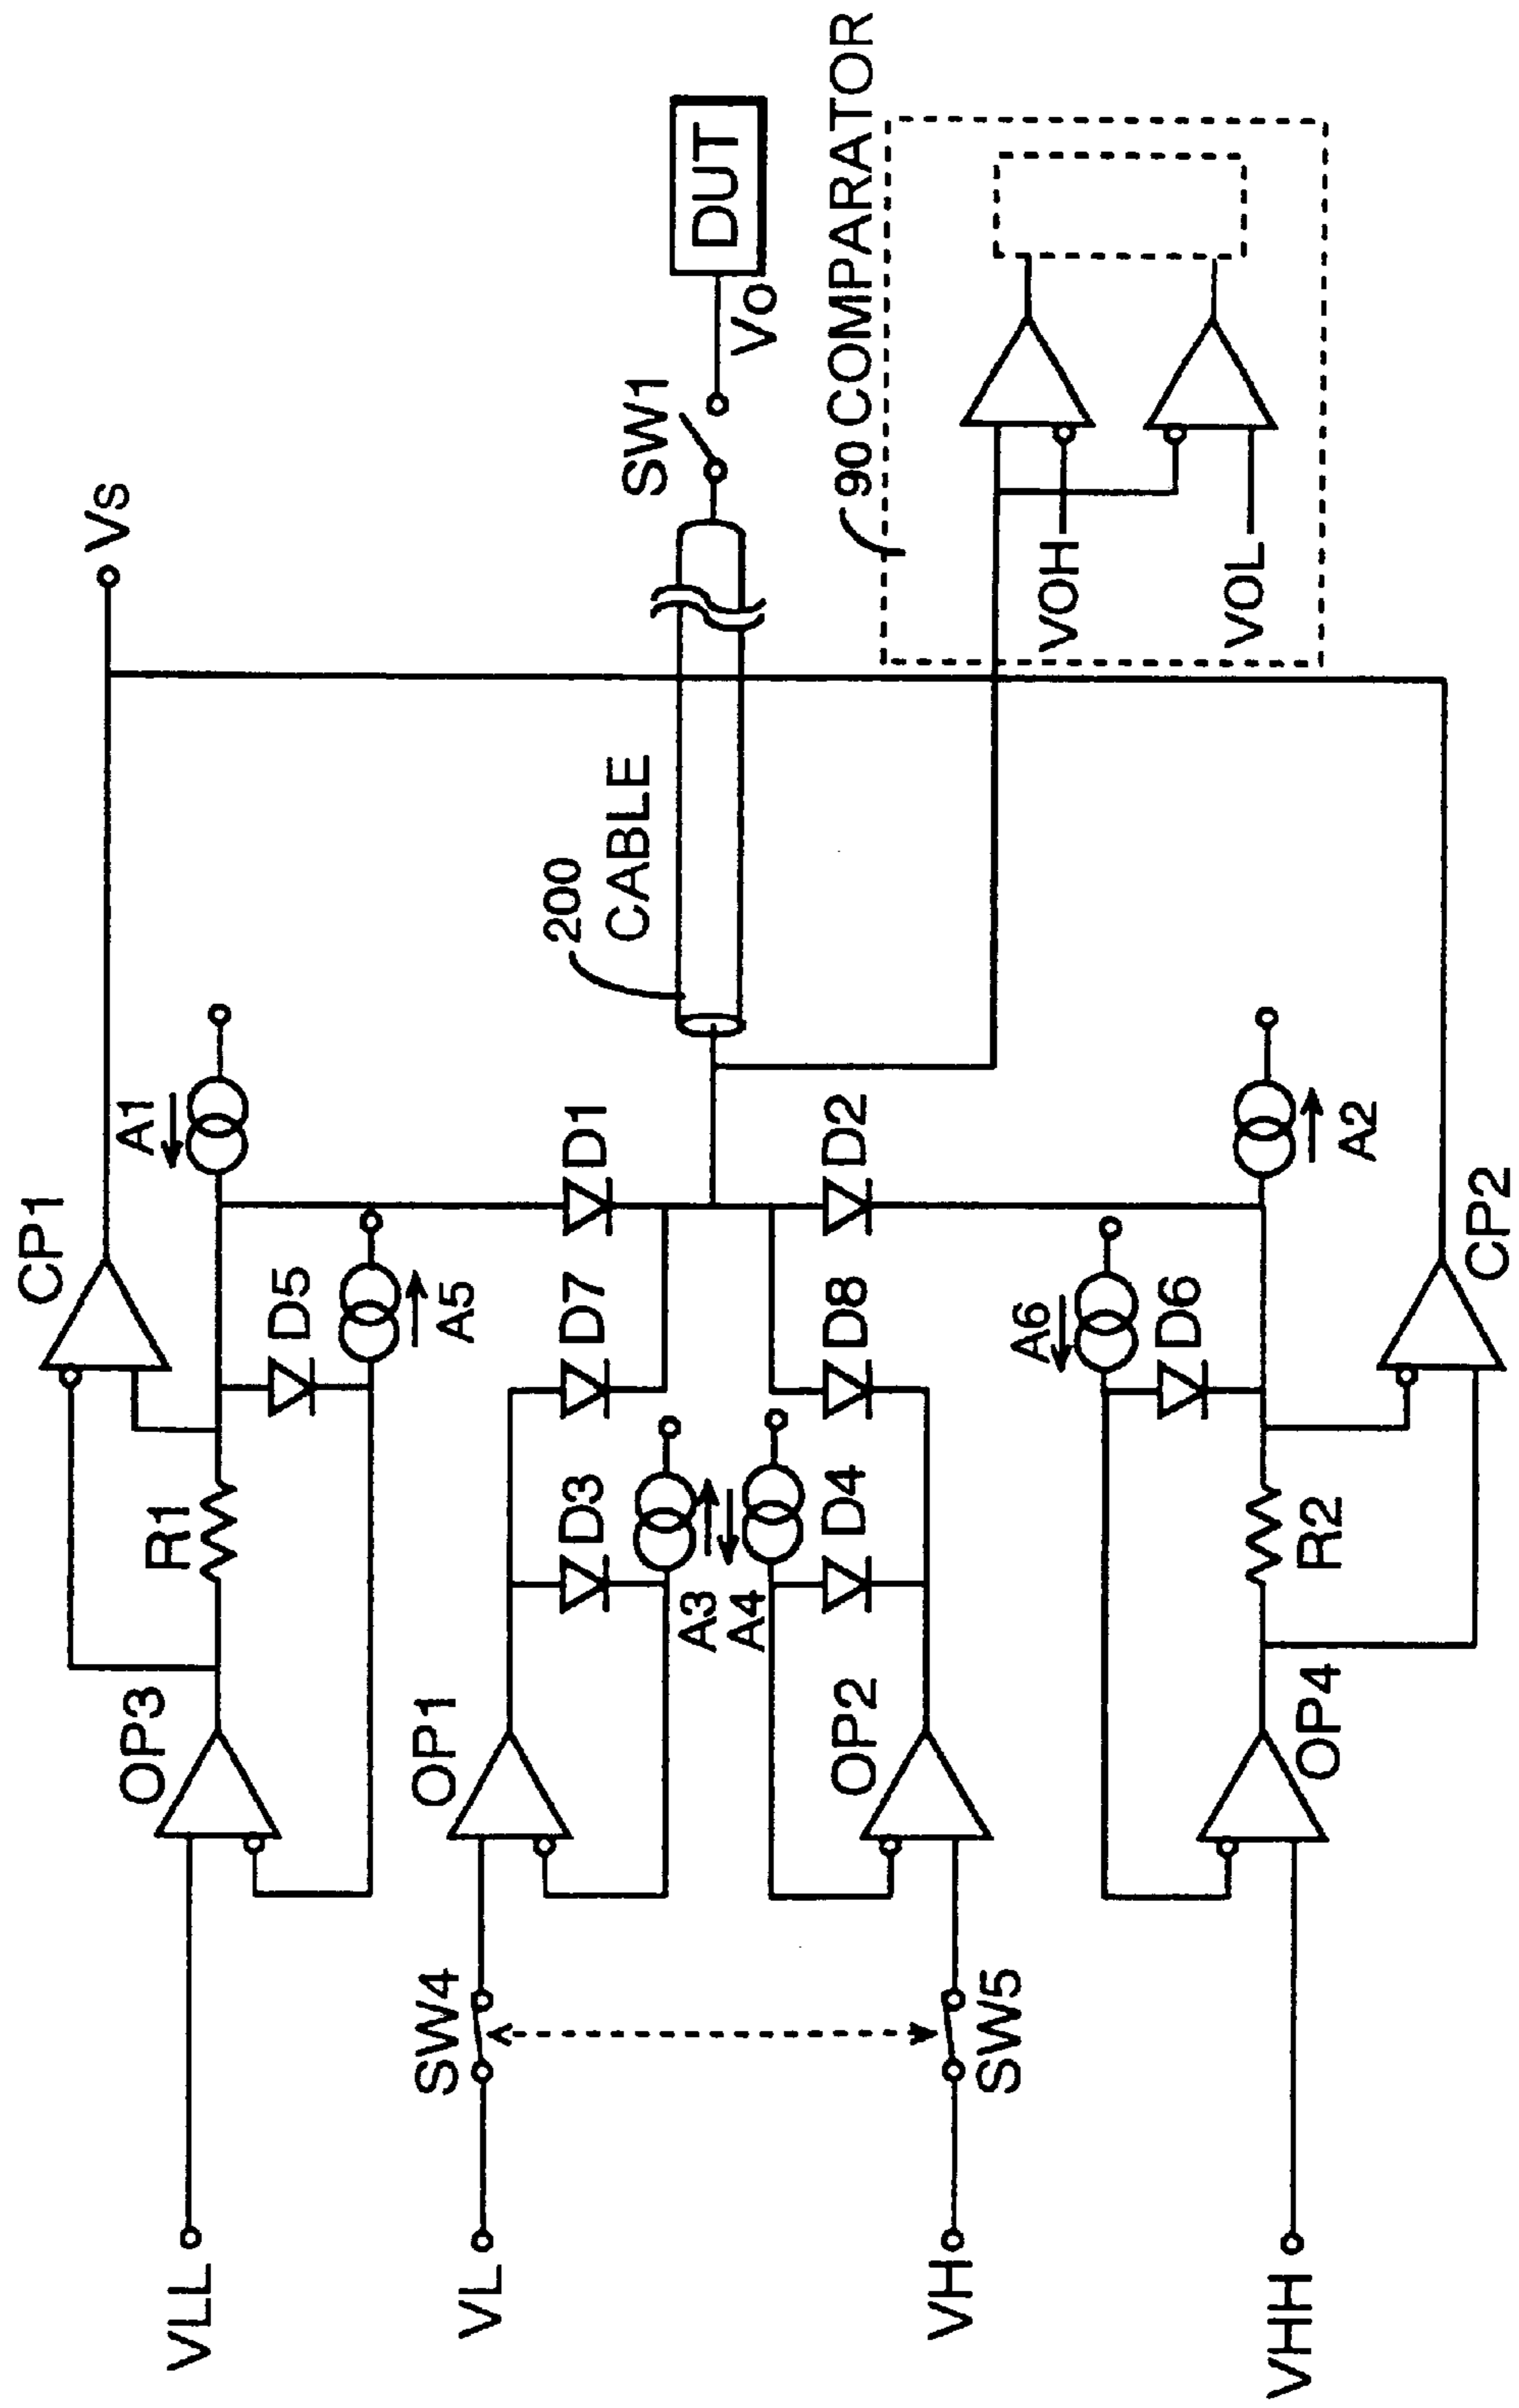 CP1
Vs
A1
OP3
R1
D5
A5
VLL
200
CABLE
SW1
DUT
Vo
SW4
OP1
D3
D7
D1
VL
A3
A4
90 COMPARATOR
OP2
D4
D8
D2
VH
SW5
VOH
A6
D6
VOL
VHH
OP4
R2
A2
CP2